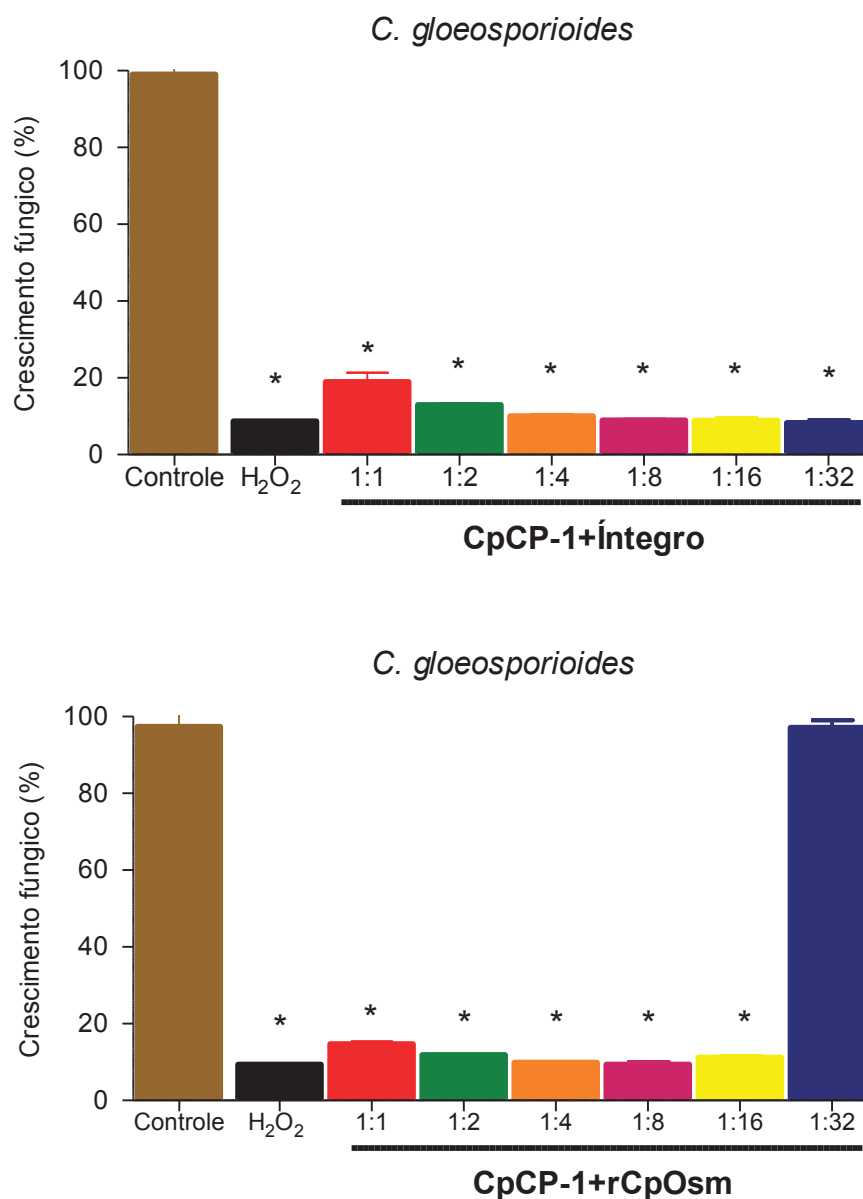 C. gloeosporioides
Crescimento fúngico (%)
100
80
60
40
20
0
* * * * * * *
Controle H₂O₂ 1:1 1:2 1:4 1:8 1:16 1:32
CpCP-1+Íntegro
C. gloeosporioides
Crescimento fúngico (%)
100
80
60
40
20
0
* * * * * *
Controle H₂O₂ 1:1 1:2 1:4 1:8 1:16 1:32
CpCP-1+rCpOsm